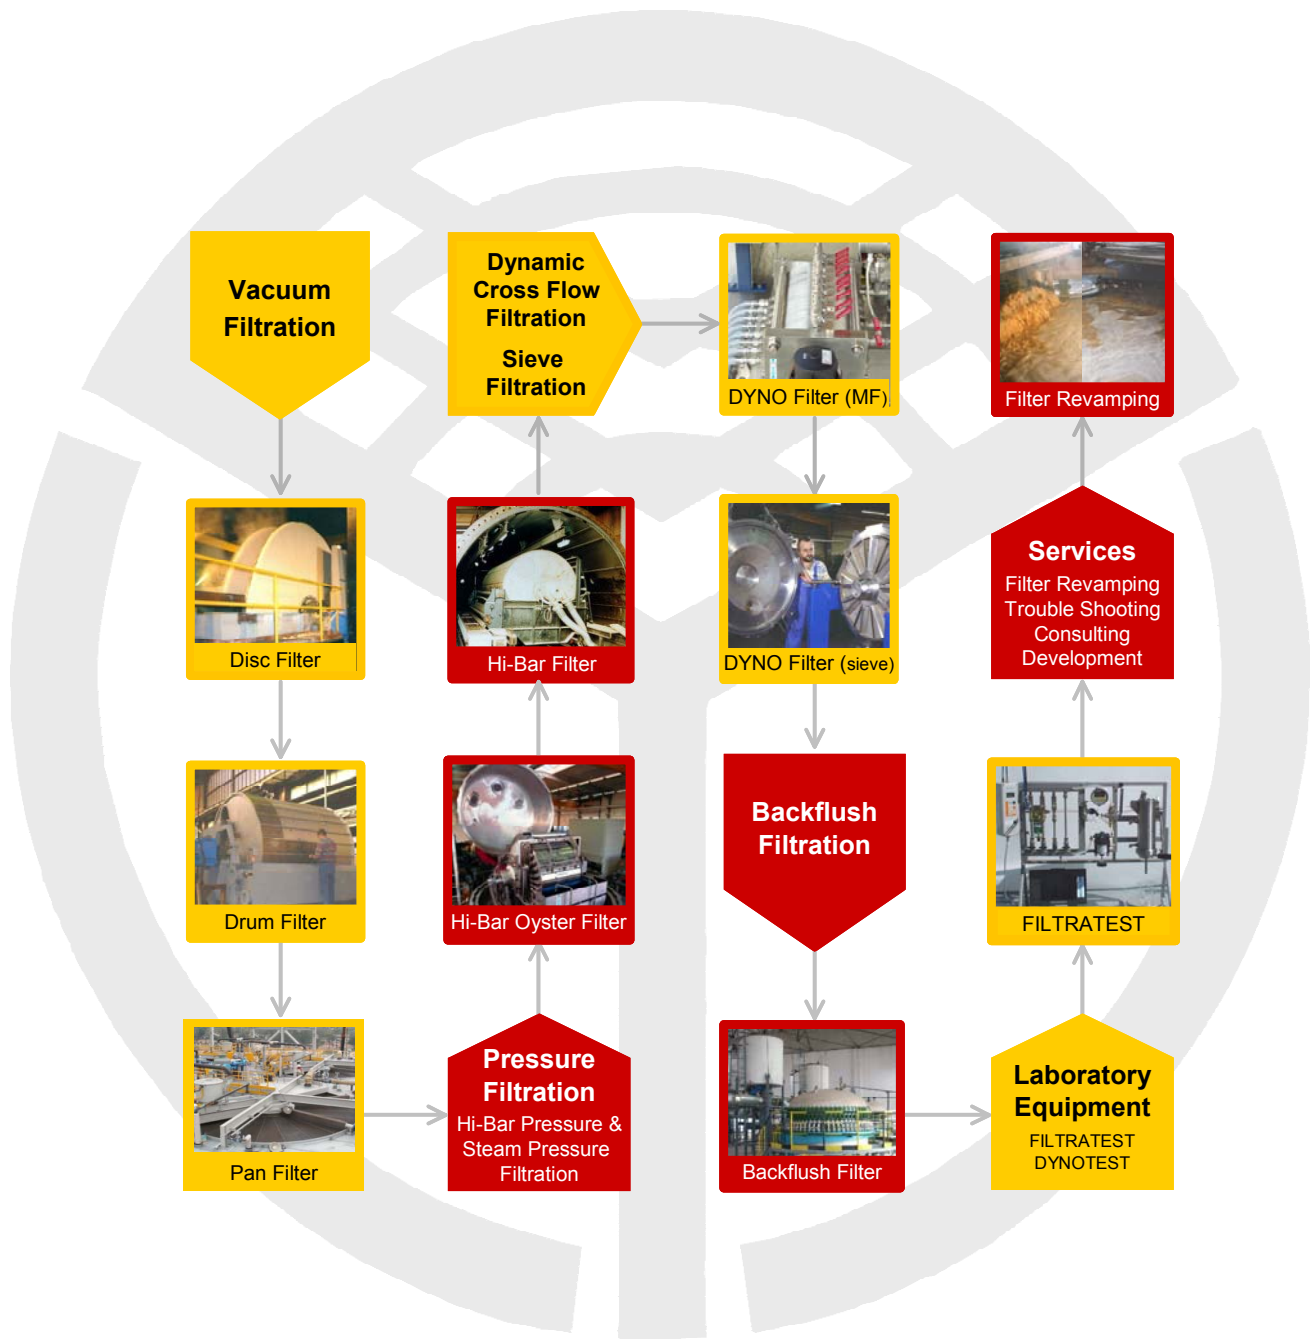 Vacuum
Filtration
Disc Filter
Drum Filter
Pan Filter
Pressure
Filtration
Hi-Bar Pressure &
Steam Pressure
Filtration
Hi-Bar Oyster Filter
Hi-Bar Filter
Dynamic
Cross Flow
Filtration
Sieve
Filtration
DYNO Filter (MF)
DYNO Filter (sieve)
Backflush
Filtration
Backflush Filter
Laboratory
Equipment
FILTRATEST
DYNOTEST
FILTRATEST
Services
Filter Revamping
Trouble Shooting
Consulting
Development
Filter Revamping